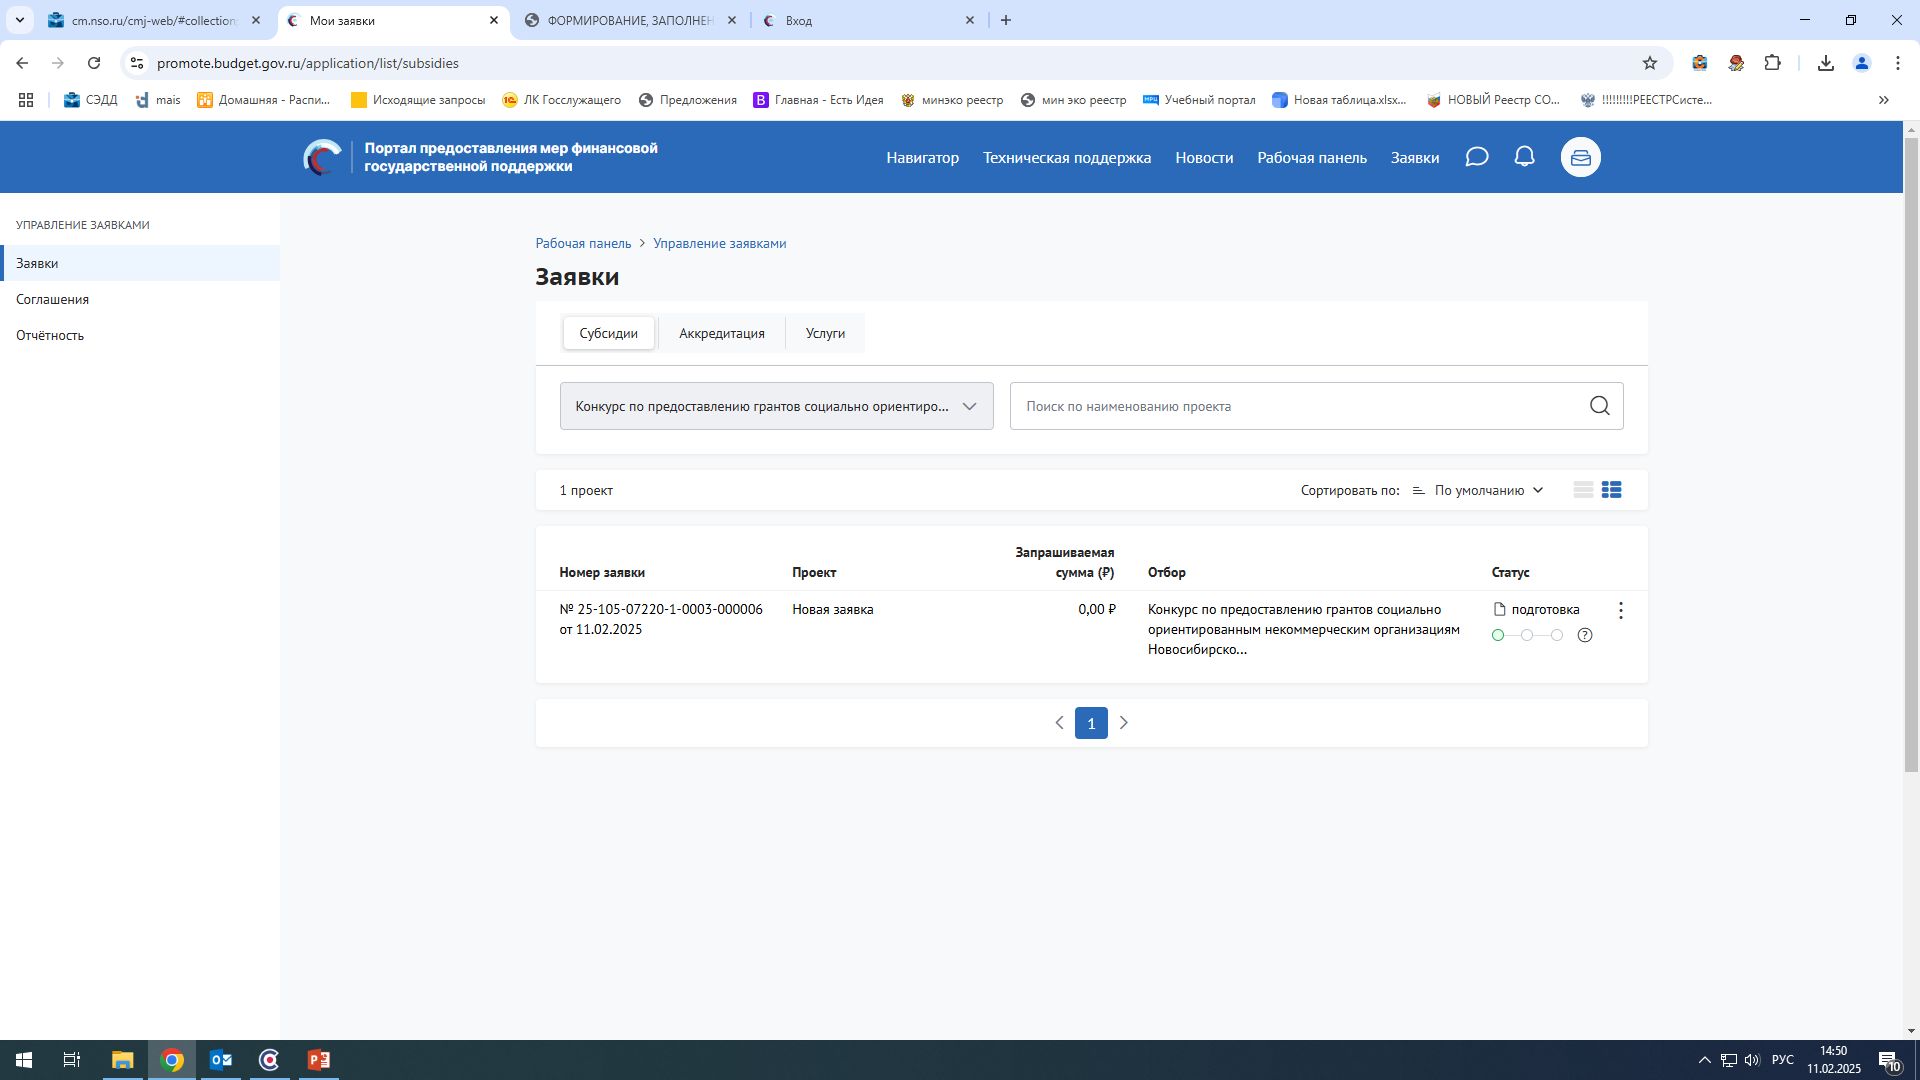 cm.nso.ru/cmj-web/#collection
Мои заявки
ФОРМИРОВАНИЕ, ЗАПОЛНЕН
Вход
promote.budget.gov.ru/application/list/subsidies
СЭДД
mais
Домашняя - Распи...
Исходящие запросы
ЛК Госслужащего
Предложения
Главная - Есть Идея
минэко реестр
мин эко реестр
Учебный портал
Новая таблица.xlsx...
НОВЫЙ Реестр СО...
!!!!!!!!!РЕЕСТРСисте...
Портал предоставления мер финансовой
государственной поддержки
Навигатор
Техническая поддержка
Новости
Рабочая панель
Заявки
УПРАВЛЕНИЕ ЗАЯВКАМИ
Заявки
Соглашения
Отчётность
Рабочая панель > Управление заявками
Заявки
Субсидии
Аккредитация
Услуги
Конкурс по предоставлению грантов социально ориентиро...
Поиск по наименованию проекта
1 проект
Сортировать по: По умолчанию
Номер заявки
Проект
Запрашиваемая
сумма (₽)
Отбор
Статус
№ 25-105-07220-1-0003-000006
от 11.02.2025
Новая заявка
0,00 ₽
Конкурс по предоставлению грантов социально
ориентированным некоммерческим организациям
Новосибирско...
подготовка
?
1
РУС
14:50
11.02.2025
10